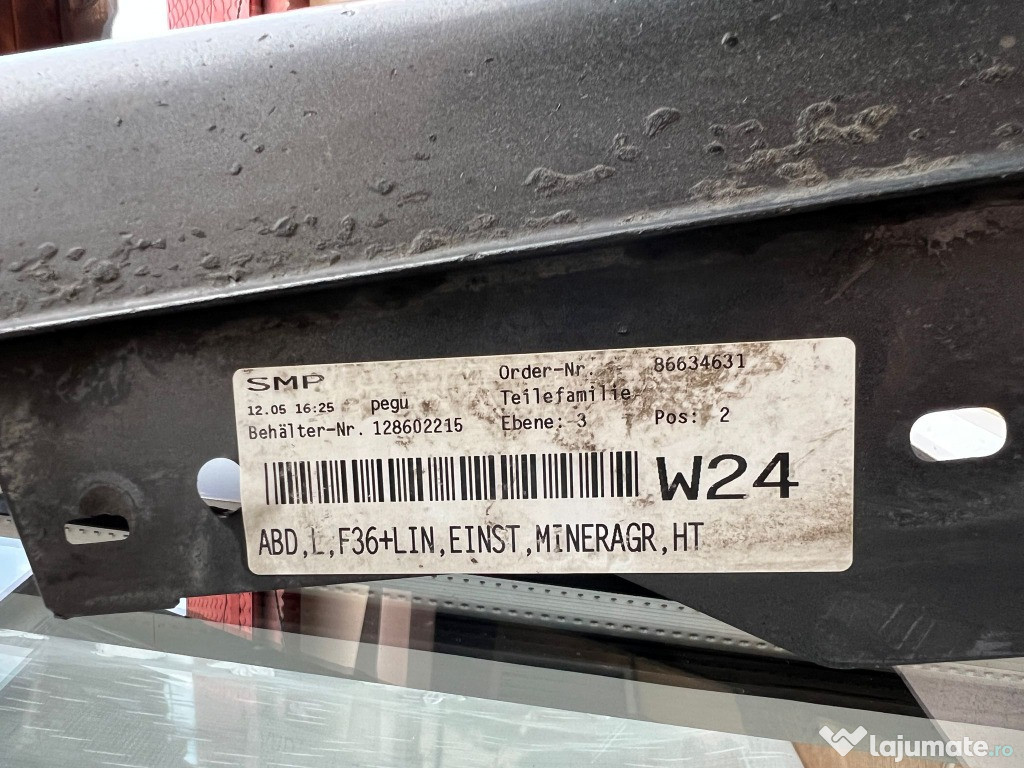 SMP
Order-Nr. 86634631
12.05 16:25 pegu
Teilefamilie
Behälter-Nr. 128602215
Ebene: 3 Pos: 2
W24
ABD,L,F36+LIN,EINST,MINERAGR,HT
lajumate.ro